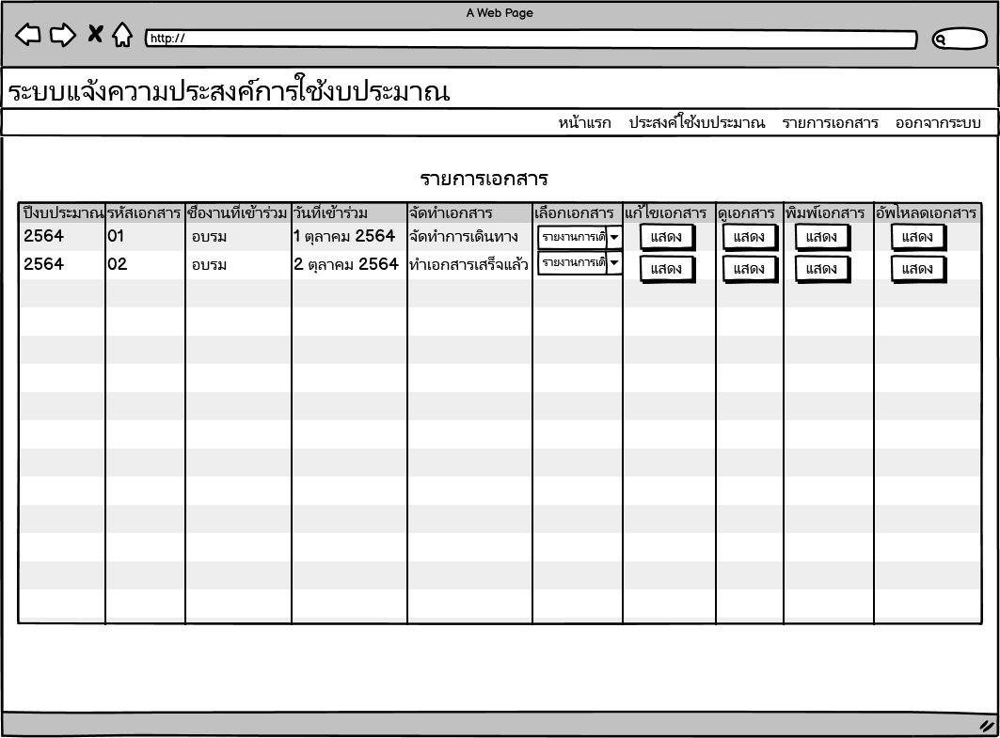 A Web Page
http://
ระบบแจ้งความประสงค์การใช้งบประมาณ
หน้าแรก ประสงค์ใช้งบประมาณ รายการเอกสาร ออกจากระบบ
รายการเอกสาร
ปีงบประมาณ รหัสเอกสาร ชื่องานที่เข้าร่วม วันที่เข้าร่วม จัดทำเอกสาร เลือกเอกสาร แก้ไขเอกสาร ดูเอกสาร พิมพ์เอกสาร อัพโหลดเอกสาร
2564 01 อบรม 1 ตุลาคม 2564 จัดทำการเดินทาง รายงานการเดิ แสดง แสดง แสดง แสดง
2564 02 อบรม 2 ตุลาคม 2564 ทำเอกสารเสร็จแล้ว รายงานการเดิ แสดง แสดง แสดง แสดง